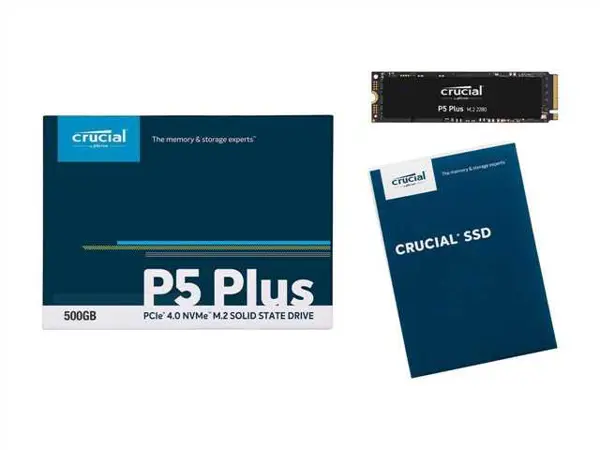 crucial
The memory & storage experts™
P5 Plus
500GB
PCIe® 4.0 NVMe™ M.2 SOLID STATE DRIVE
crucial
P5 Plus M.2 2280
crucial
The memory & storage experts
CRUCIAL® SSD